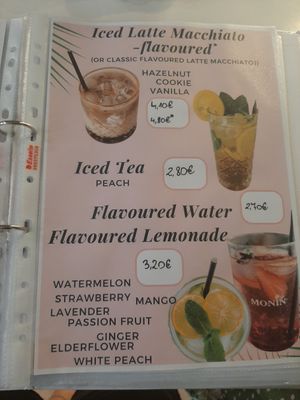 Iced Latte Macchiato
-flavoured*
(OR CLASSIC FLAVOURED LATTE MACCHIATO))
HAZELNUT
COOKIE
VANILLA
4,10€
4,80€*
Iced Tea
PEACH
2,80€
Flavoured Water
2,70€
Flavoured Lemonade
3,20€
WATERMELON
STRAWBERRY
MANGO
LAVENDER
PASSION FRUIT
GINGER
ELDERFLOWER
WHITE PEACH
MONIN